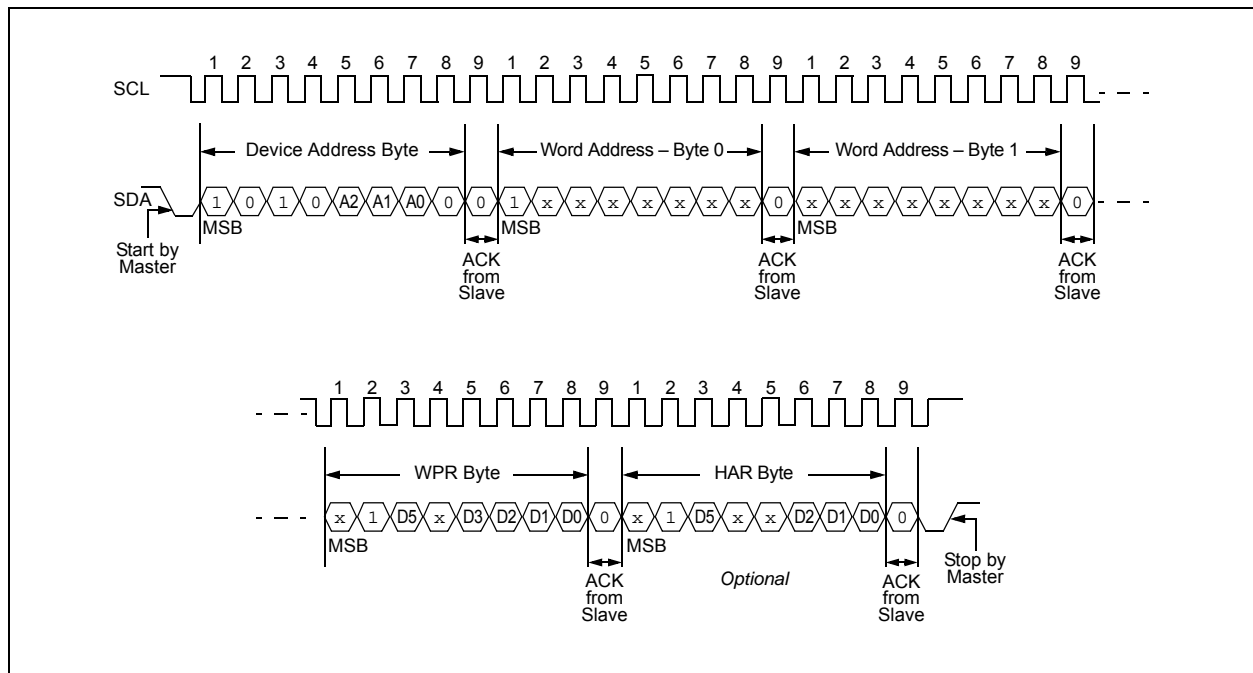 1 2 3 4 5 6 7 8 9 1 2 3 4 5 6 7 8 9 1 2 3 4 5 6 7 8 9
SCL
Device Address Byte Word Address – Byte 0 Word Address – Byte 1
SDA 1 0 1 0 A2 A1 A0 0 0 1 x x x x x x x 0 x x x x x x x x 0
MSB MSB MSB
Start by
Master
ACK
from
Slave
ACK
from
Slave
ACK
from
Slave
1 2 3 4 5 6 7 8 9 1 2 3 4 5 6 7 8 9
WPR Byte HAR Byte
x 1 D5 x D3 D2 D1 D0 0 x 1 D5 x x D2 D1 D0 0
MSB MSB
Stop by
Master
ACK
from
Slave
Optional
ACK
from
Slave